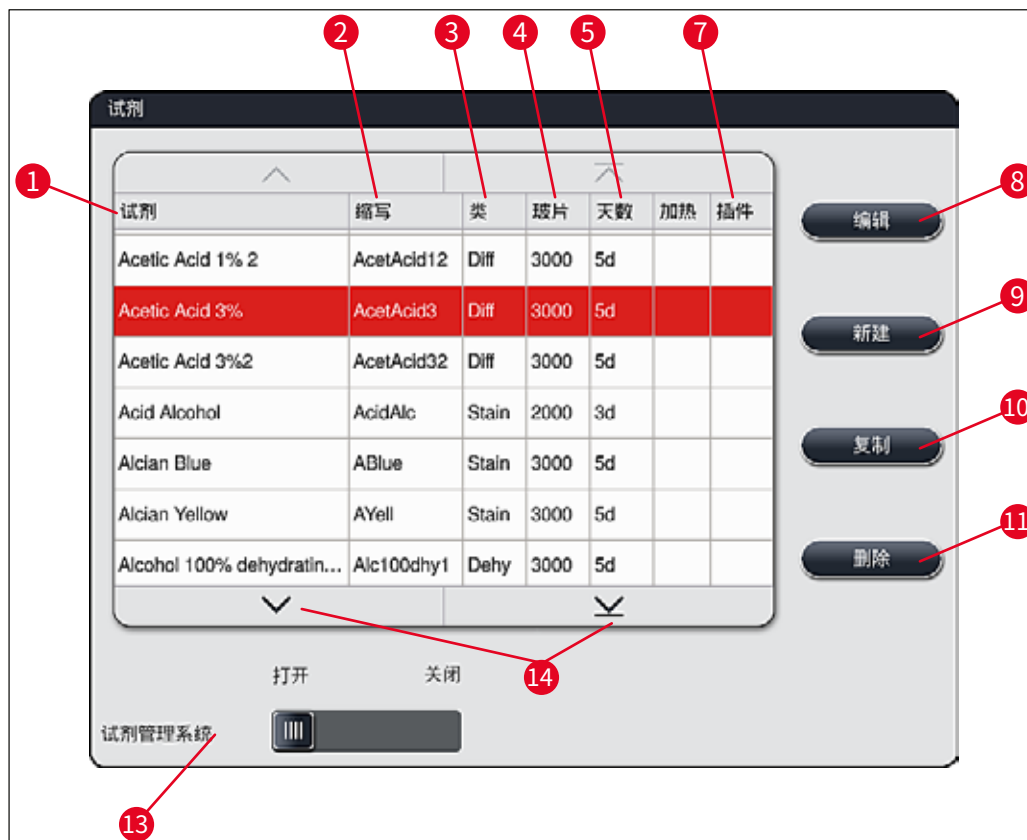 2 3 4 5 7
试剂
1
8
试剂 缩写 类 玻片 天数 加热 插件
编辑
Acetic Acid 1% 2 AcetAcid12 Diff 3000 5d
9
Acetic Acid 3% AcetAcid3 Diff 3000 5d
新建
Acetic Acid 3%2 AcetAcid32 Diff 3000 5d
10
Acid Alcohol AcidAlc Stain 2000 3d
复制
Alcian Blue ABlue Stain 3000 5d
Alcian Yellow AYell Stain 3000 5d
11
Alcohol 100% dehydratin... Alc100dhy1 Dehy 3000 5d
删除
打开 关闭
14
试剂管理系统
13